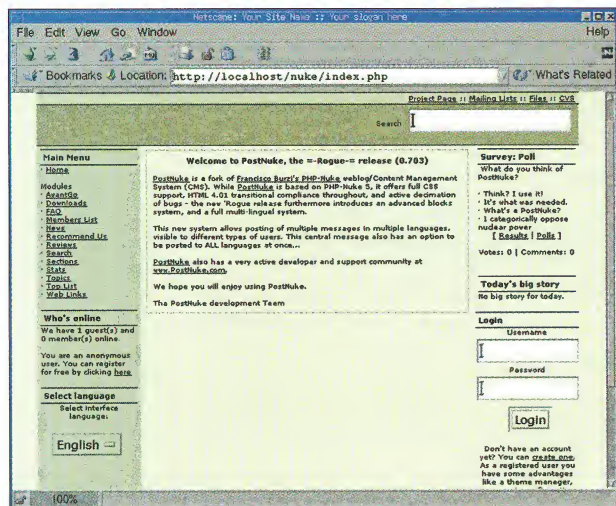 Netscape: Your Site Name :: Your slogan here
File Edit View Go Window Help
Bookmarks Location: http://localhost/nuke/index.php What's Related
Project Page :: Mailing Lists :: Files :: CVS
Search
Main Menu
· Home
Modules
· AvantGo
· Downloads
· FAQ
· Members List
· News
· Recommend Us
· Reviews
· Search
· Sections
· Stats
· Topics
· Top List
· Web Links
Who's online
We have 1 guest(s) and
0 member(s) online.
You are an anonymous
user. You can register
for free by clicking here
Select language
Select interface
language:
English
Welcome to PostNuke, the =-Rogue-= release (0.703)
PostNuke is a fork of Francisco Burzi's PHP-Nuke weblog/Content Management
System (CMS). While PostNuke is based on PHP-Nuke 5, it offers full CSS
support, HTML 4.01 transitional compliance throughout, and active decimation
of bugs - the new 'Rogue release furthermore introduces an advanced blocks
system, and a full multi-lingual system.
This new system allows posting of multiple messages in multiple languages,
visible to different types of users. This central message also has an option to
be posted to ALL languages at once...
PostNuke also has a very active developer and support community at
www.PostNuke.com.
We hope you will enjoy using PostNuke.
The PostNuke development Team
Survey: Poll
What do you think of
PostNuke?
· Think? I use it!
· It's what was needed.
· What's a PostNuke?
· I categorically oppose
nuclear power
[ Results | Polls ]
Votes: 0 | Comments: 0
Today's big story
No big story for today.
Login
Username
Password
Login
Don't have an account
yet? You can create one.
As a registered user you
have some advantages
like a theme manager,
100%